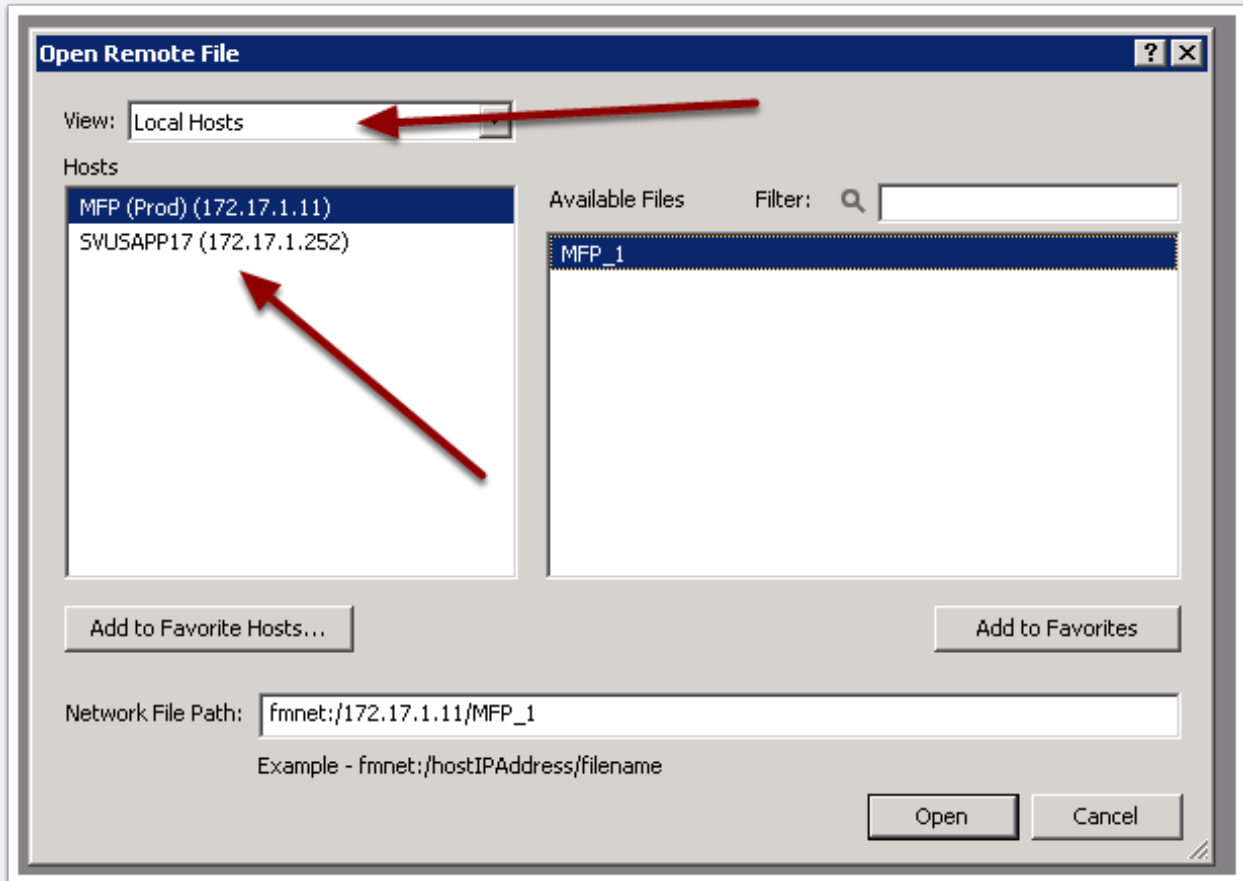 Open Remote File
View: Local Hosts
Hosts
MFP (Prod) (172.17.1.11)
SVUSAPP17 (172.17.1.252)
Available Files Filter:
MFP_1
Add to Favorite Hosts...
Add to Favorites
Network File Path: fmnet:/172.17.1.11/MFP_1
Example - fmnet:/hostIPAddress/filename
Open Cancel